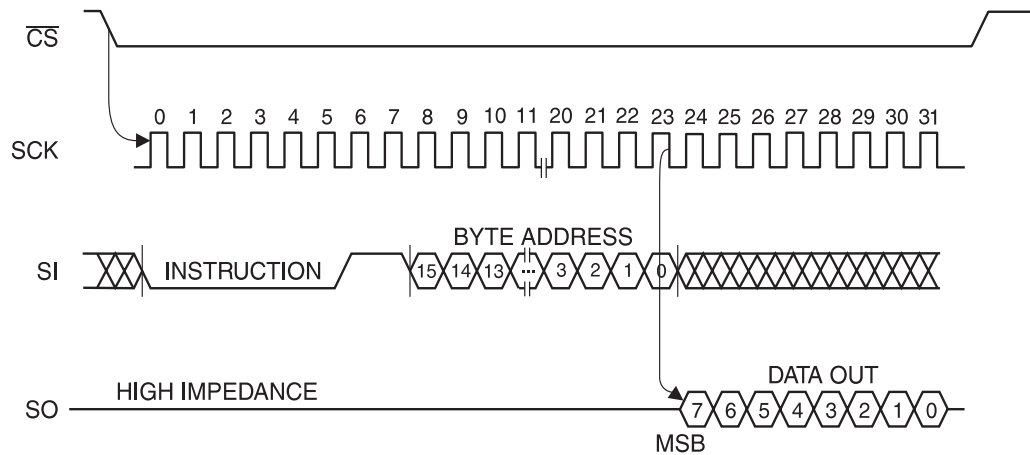 CS
0 1 2 3 4 5 6 7 8 9 10 11 20 21 22 23 24 25 26 27 28 29 30 31
SCK
BYTE ADDRESS
SI INSTRUCTION 15 14 13 ... 3 2 1 0
HIGH IMPEDANCE DATA OUT
SO 7 6 5 4 3 2 1 0
MSB